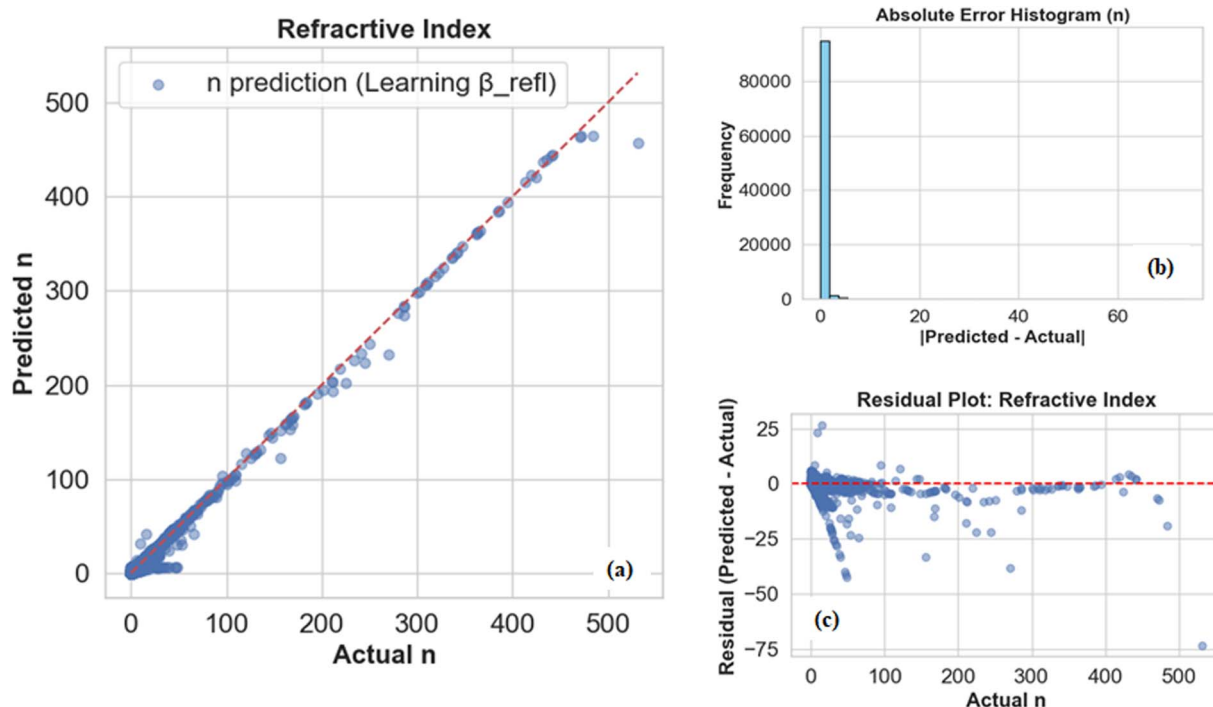 Refracrtive Index
n prediction (Learning β_refl)
500
400
300
200
100
0
Predicted n
0 100 200 300 400 500
Actual n
(a)
Absolute Error Histogram (n)
80000
60000
40000
20000
0
Frequency
0 20 40 60
|Predicted - Actual|
(b)
Residual Plot: Refractive Index
25
0
−25
−50
−75
Residual (Predicted - Actual)
0 100 200 300 400 500
Actual n
(c)